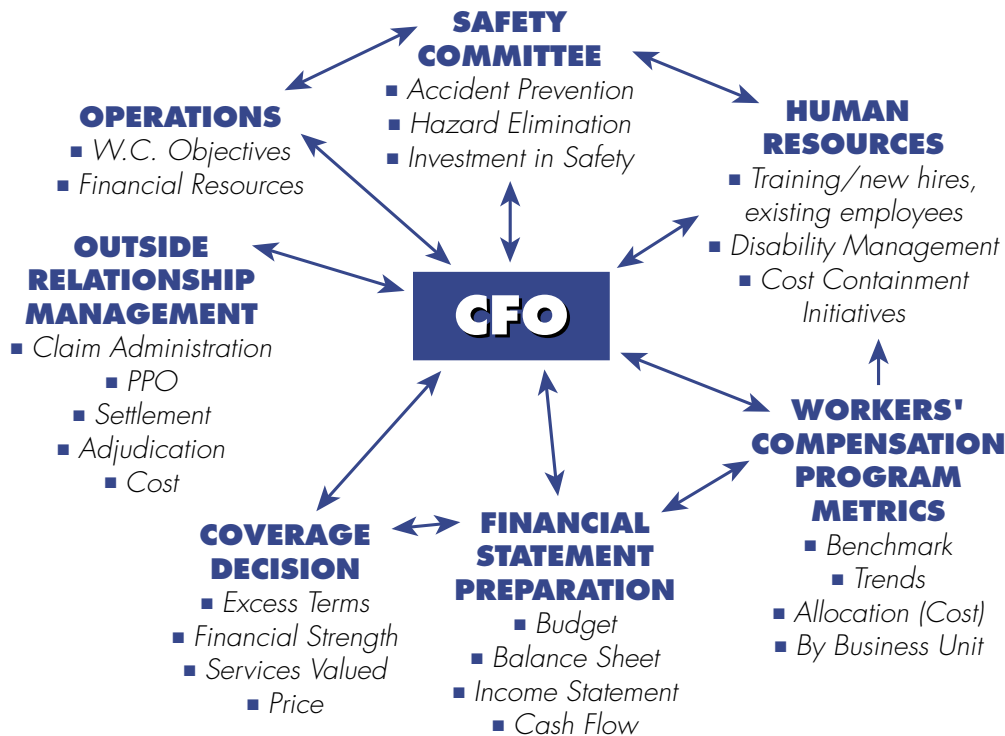 SAFETY
COMMITTEE
■ Accident Prevention
■ Hazard Elimination
■ Investment in Safety
OPERATIONS
■ W.C. Objectives
■ Financial Resources
HUMAN
RESOURCES
■ Training/new hires,
existing employees
■ Disability Management
■ Cost Containment
Initiatives
OUTSIDE
RELATIONSHIP
MANAGEMENT
■ Claim Administration
■ PPO
■ Settlement
■ Adjudication
■ Cost
CFO
WORKERS'
COMPENSATION
PROGRAM
METRICS
■ Benchmark
■ Trends
■ Allocation (Cost)
■ By Business Unit
COVERAGE
DECISION
■ Excess Terms
■ Financial Strength
■ Services Valued
■ Price
FINANCIAL
STATEMENT
PREPARATION
■ Budget
■ Balance Sheet
■ Income Statement
■ Cash Flow